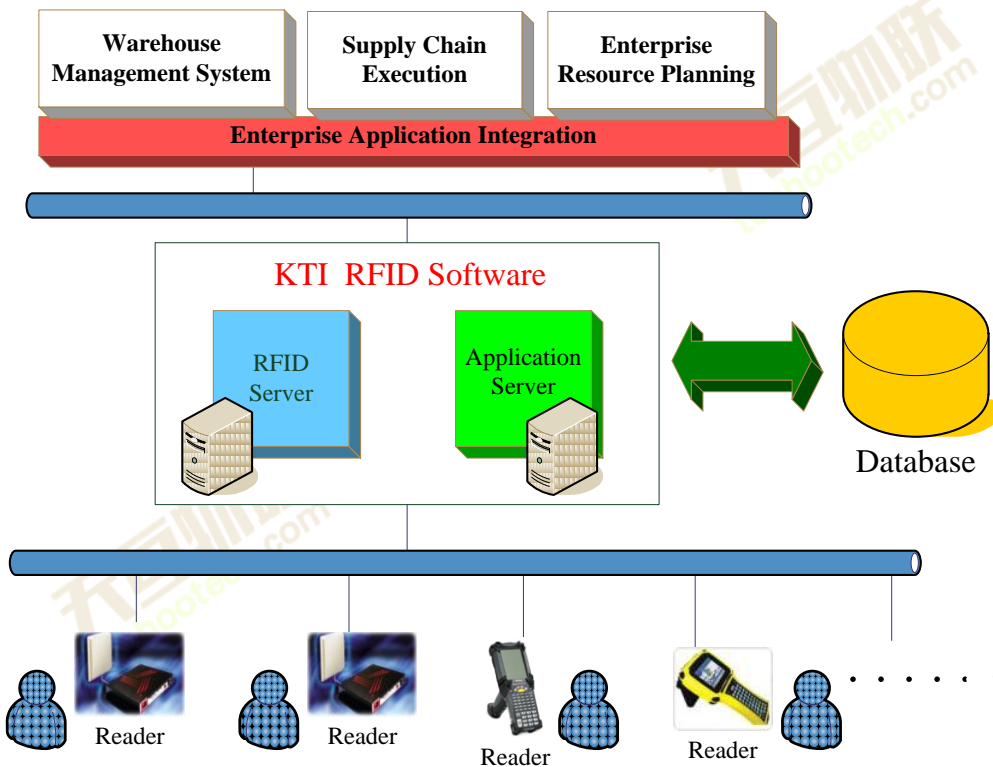 Warehouse
Management System
Supply Chain
Execution
Enterprise
Resource Planning
Enterprise Application Integration
KTI RFID Software
RFID
Server
Application
Server
Database
Reader
Reader
Reader
Reader